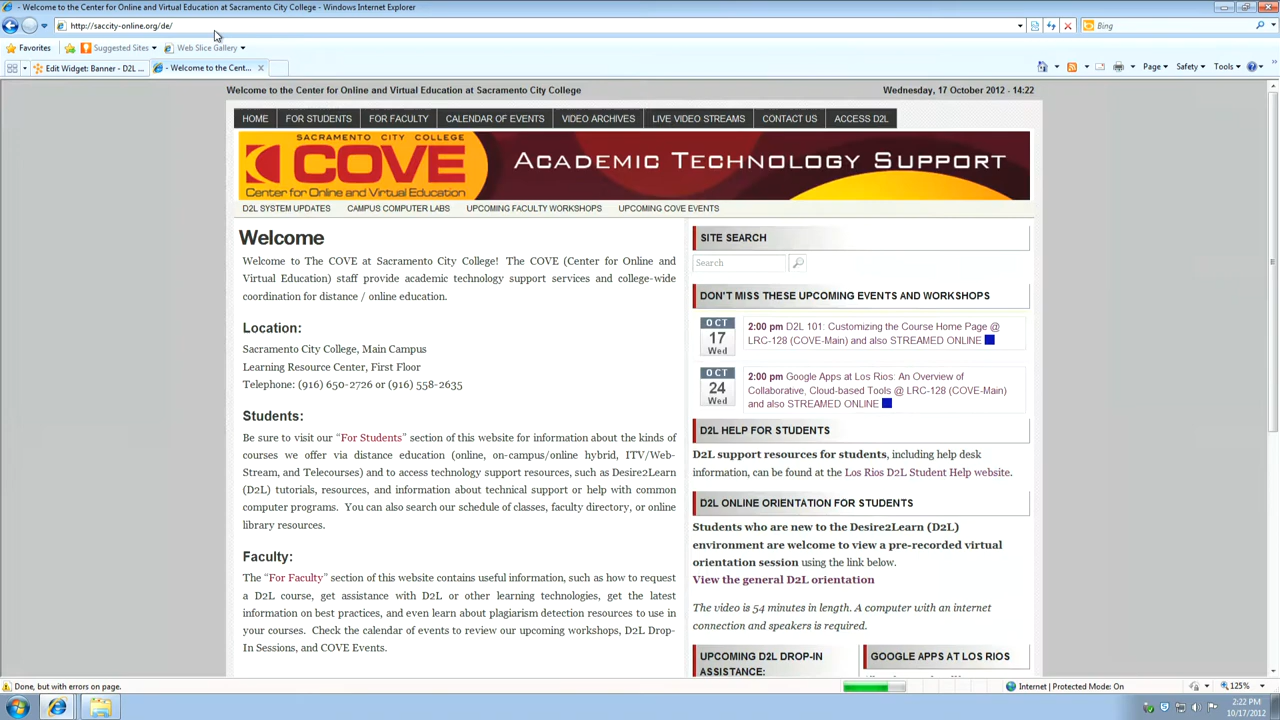 - Welcome to the Center for Online and Virtual Education at Sacramento City College - Windows Internet Explorer
http://saccity-online.org/de/
Bing
Favorites Suggested Sites Web Slice Gallery
Edit Widget: Banner - D2L ... - Welcome to the Cent...
Page Safety Tools
Welcome to the Center for Online and Virtual Education at Sacramento City College
Wednesday, 17 October 2012 - 14:22
HOME FOR STUDENTS FOR FACULTY CALENDAR OF EVENTS VIDEO ARCHIVES LIVE VIDEO STREAMS CONTACT US ACCESS D2L
SACRAMENTO CITY COLLEGE
COVE
Center for Online and Virtual Education
ACADEMIC TECHNOLOGY SUPPORT
D2L SYSTEM UPDATES CAMPUS COMPUTER LABS UPCOMING FACULTY WORKSHOPS UPCOMING COVE EVENTS
Welcome
Welcome to The COVE at Sacramento City College! The COVE (Center for Online and
Virtual Education) staff provide academic technology support services and college-wide
coordination for distance / online education.
Location:
Sacramento City College, Main Campus
Learning Resource Center, First Floor
Telephone: (916) 650-2726 or (916) 558-2635
Students:
Be sure to visit our “For Students” section of this website for information about the kinds of
courses we offer via distance education (online, on-campus/online hybrid, ITV/Web-
Stream, and Telecourses) and to access technology support resources, such as Desire2Learn
(D2L) tutorials, resources, and information about technical support or help with common
computer programs. You can also search our schedule of classes, faculty directory, or online
library resources.
Faculty:
The “For Faculty” section of this website contains useful information, such as how to request
a D2L course, get assistance with D2L or other learning technologies, get the latest
information on best practices, and even learn about plagiarism detection resources to use in
your courses. Check the calendar of events to review our upcoming workshops, D2L Drop-
In Sessions, and COVE Events.
SITE SEARCH
Search
DON'T MISS THESE UPCOMING EVENTS AND WORKSHOPS
OCT
17
Wed
2:00 pm D2L 101: Customizing the Course Home Page @
LRC-128 (COVE-Main) and also STREAMED ONLINE
OCT
24
Wed
2:00 pm Google Apps at Los Rios: An Overview of
Collaborative, Cloud-based Tools @ LRC-128 (COVE-Main)
and also STREAMED ONLINE
D2L HELP FOR STUDENTS
D2L support resources for students, including help desk
information, can be found at the Los Rios D2L Student Help website.
D2L ONLINE ORIENTATION FOR STUDENTS
Students who are new to the Desire2Learn (D2L)
environment are welcome to view a pre-recorded virtual
orientation session using the link below.
View the general D2L orientation
The video is 54 minutes in length. A computer with an internet
connection and speakers is required.
UPCOMING D2L DROP-IN
ASSISTANCE:
GOOGLE APPS AT LOS RIOS
Done, but with errors on page.
Internet | Protected Mode: On
125%
2:22 PM
10/17/2012